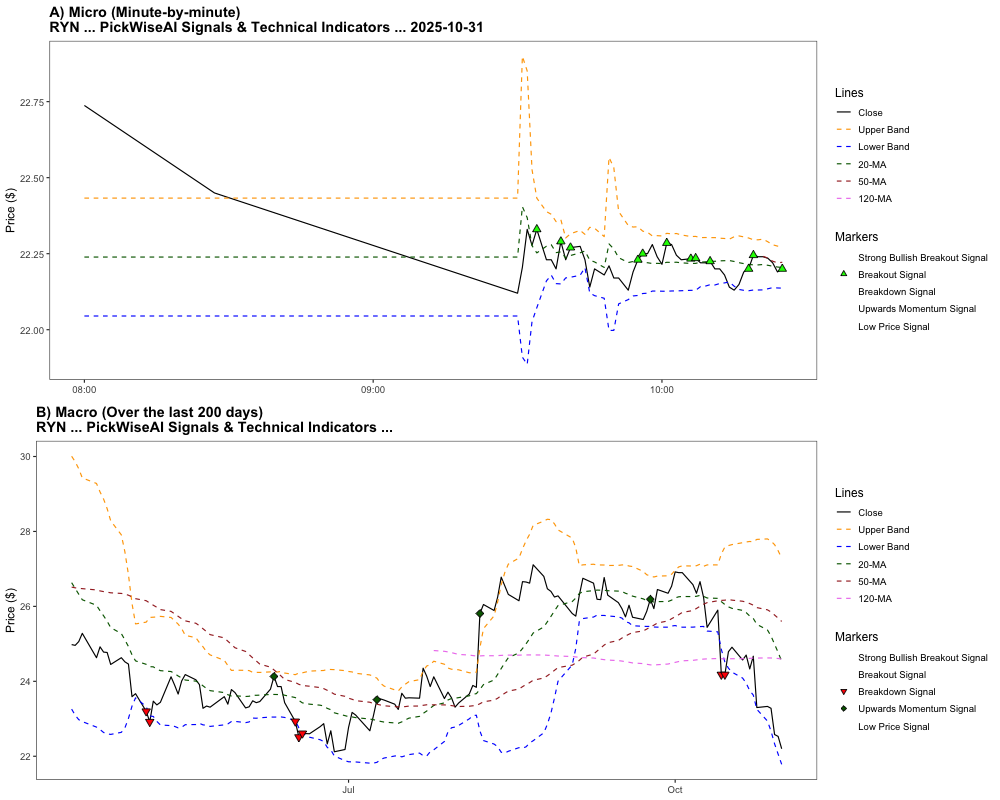 A) Micro (Minute-by-minute)
RYN ... PickWiseAI Signals & Technical Indicators ... 2025-10-31
Price ($)
22.75
22.50
22.25
22.00
08:00
09:00
10:00
Lines
Close
Upper Band
Lower Band
20-MA
50-MA
120-MA
Markers
Strong Bullish Breakout Signal
Breakout Signal
Breakdown Signal
Upwards Momentum Signal
Low Price Signal
B) Macro (Over the last 200 days)
RYN ... PickWiseAI Signals & Technical Indicators ...
Price ($)
30
28
26
24
22
Jul
Oct
Lines
Close
Upper Band
Lower Band
20-MA
50-MA
120-MA
Markers
Strong Bullish Breakout Signal
Breakout Signal
Breakdown Signal
Upwards Momentum Signal
Low Price Signal